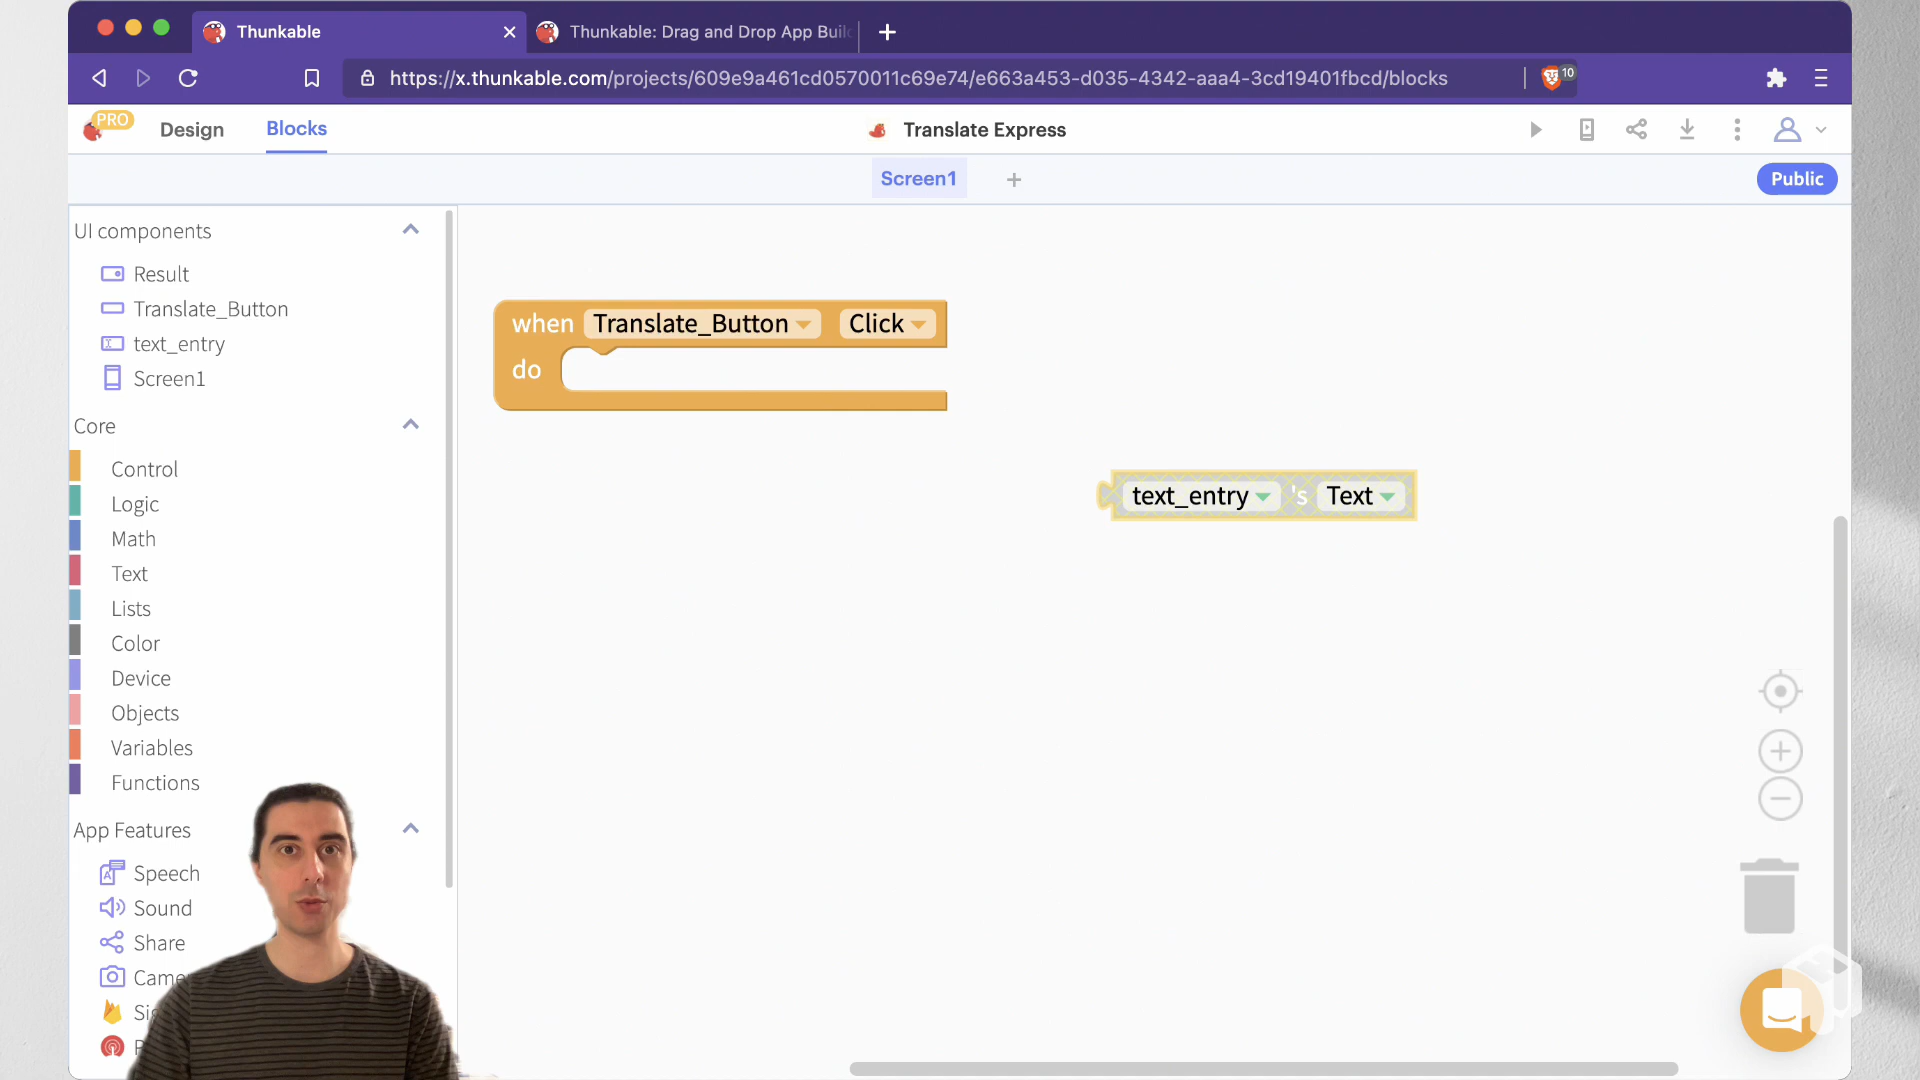 Thunkable
Thunkable: Drag and Drop App Buil
https://x.thunkable.com/projects/609e9a461cd0570011c69e74/e663a453-d035-4342-aaa4-3cd19401fbcd/blocks
10
PRO
Design
Blocks
Translate Express
Screen1
Public
UI components
Result
Translate_Button
text_entry
Screen1
Core
Control
Logic
Math
Text
Lists
Color
Device
Objects
Variables
Functions
App Features
Speech
Sound
Share
when Translate_Button Click
do
text_entry 's Text